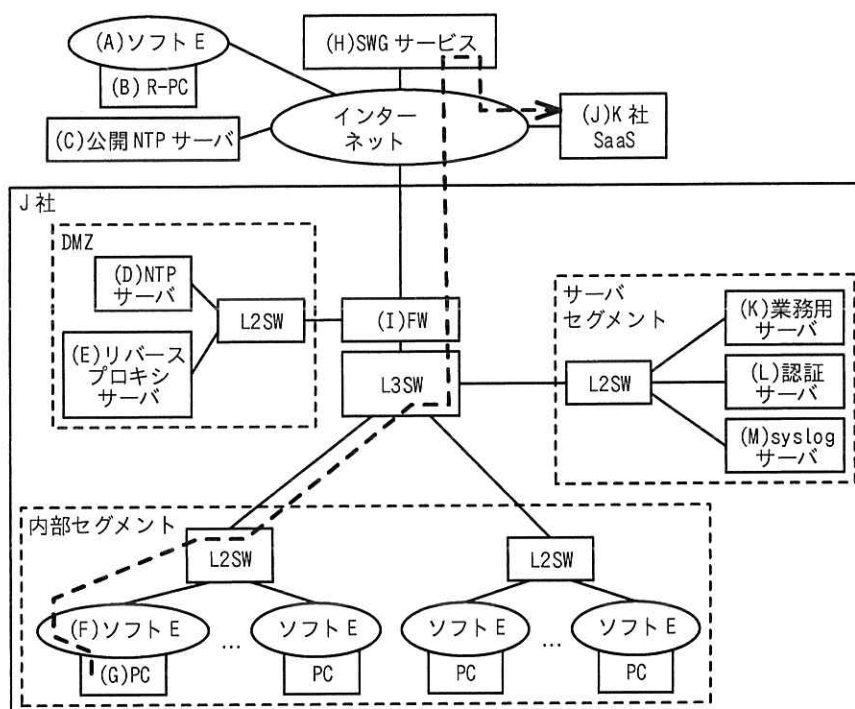 (A)ソフトE
(B) R-PC
(C)公開NTPサーバ
(H)SWGサービス
インター
ネット
(J)K社
SaaS
J社
DMZ
(D)NTP
サーバ
(E)リバース
プロキシ
サーバ
L2SW
(I)FW
L3SW
サーバ
セグメント
L2SW
(K)業務用
サーバ
(L)認証
サーバ
(M)syslog
サーバ
内部セグメント
L2SW
L2SW
(F)ソフトE
…
ソフトE
ソフトE
…
ソフトE
(G)PC
PC
PC
PC